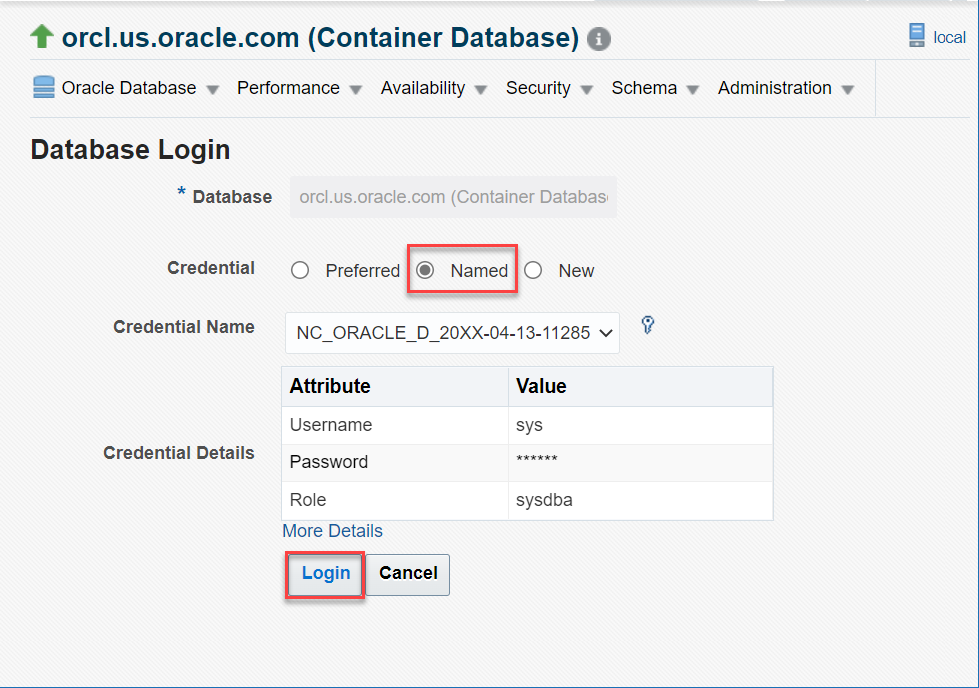 orcl.us.oracle.com (Container Database) i
local
Oracle Database Performance Availability Security Schema Administration
Database Login
* Database orcl.us.oracle.com (Container Databas
Credential Preferred Named New
Credential Name NC_ORACLE_D_20XX-04-13-11285
Attribute Value
Username sys
Credential Details
Password ******
Role sysdba
More Details
Login Cancel